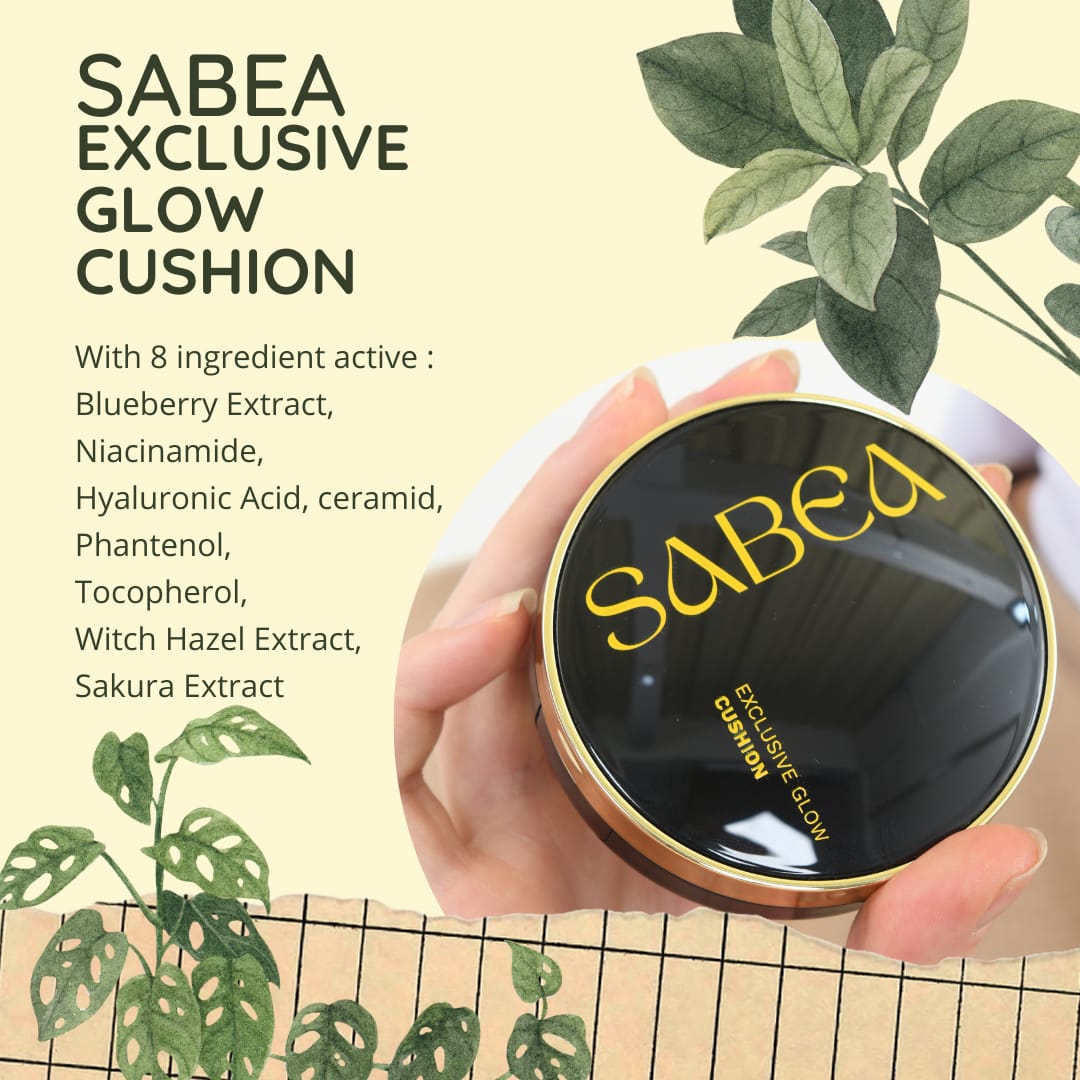 SABEA
EXCLUSIVE
GLOW
CUSHION
With 8 ingredient active :
Blueberry Extract,
Niacinamide,
Hyaluronic Acid, ceramid,
Phantenol,
Tocopherol,
Witch Hazel Extract,
Sakura Extract
SABEA
EXCLUSIVE GLOW
CUSHION